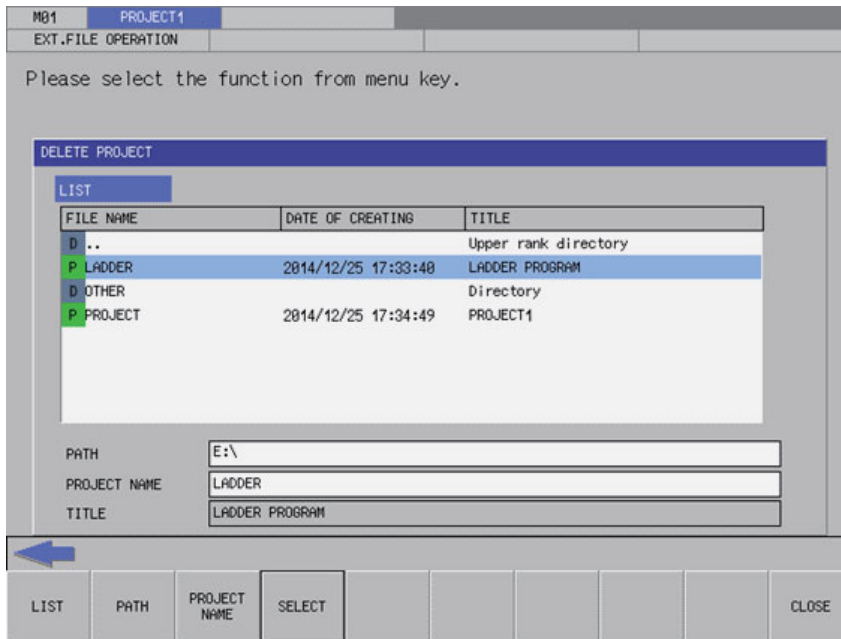 M01 PROJECT1
EXT.FILE OPERATION
Please select the function from menu key.
DELETE PROJECT
LIST
FILE NAME DATE OF CREATING TITLE
D .. Upper rank directory
P LADDER 2014/12/25 17:33:40 LADDER PROGRAM
D OTHER Directory
P PROJECT 2014/12/25 17:34:49 PROJECT1
PATH E:\
PROJECT NAME LADDER
TITLE LADDER PROGRAM
LIST PATH PROJECT NAME SELECT CLOSE